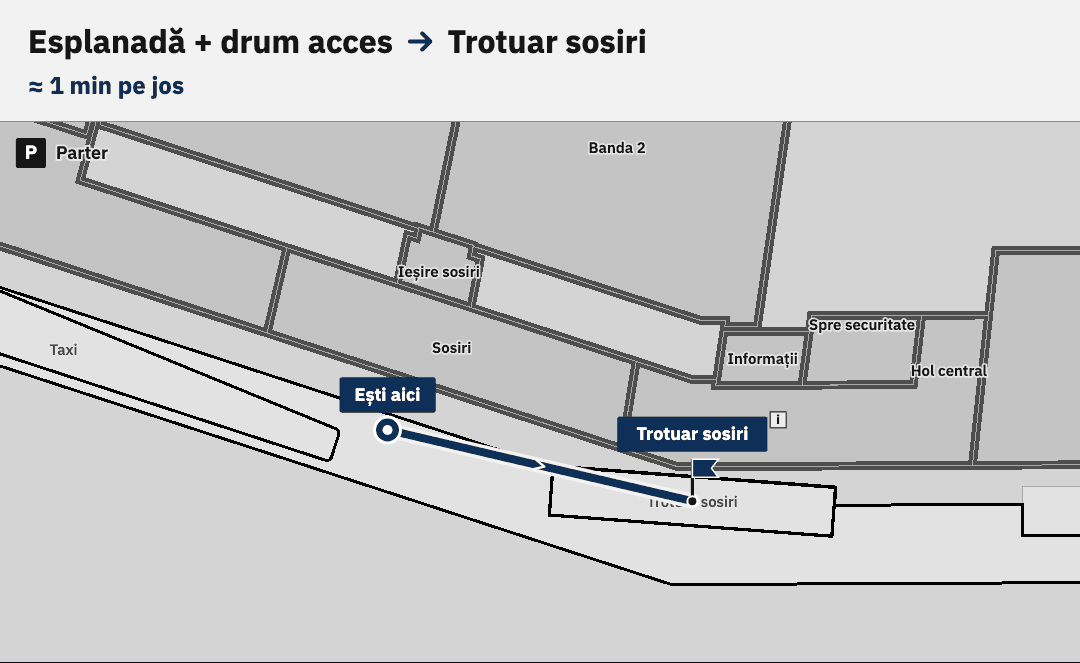 Esplanadă + drum acces → Trotuar sosiri
≈ 1 min pe jos
P Parter
Banda 2
Ieșire sosiri
Spre securitate
Sosiri
Taxi
Informații
Hol central
Ești aici
i
Trotuar sosiri
sosiri